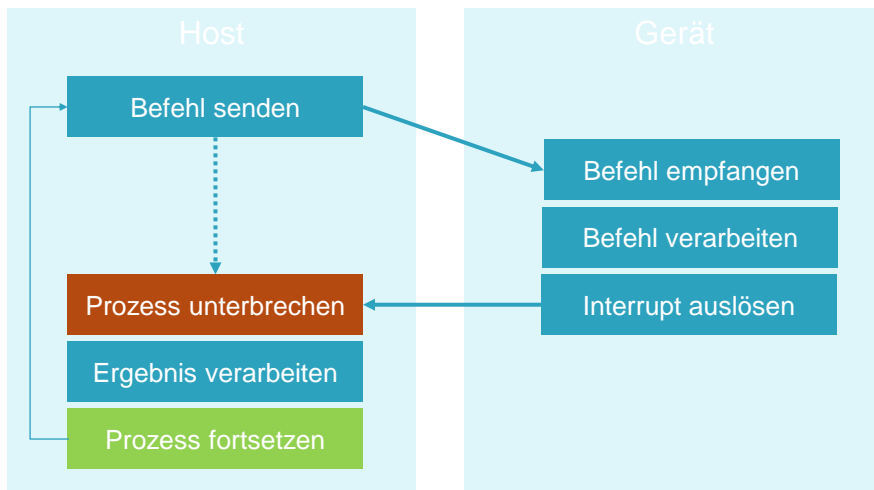 Host
Befehl senden
Prozess unterbrechen
Ergebnis verarbeiten
Prozess fortsetzen
Gerät
Befehl empfangen
Befehl verarbeiten
Interrupt auslösen